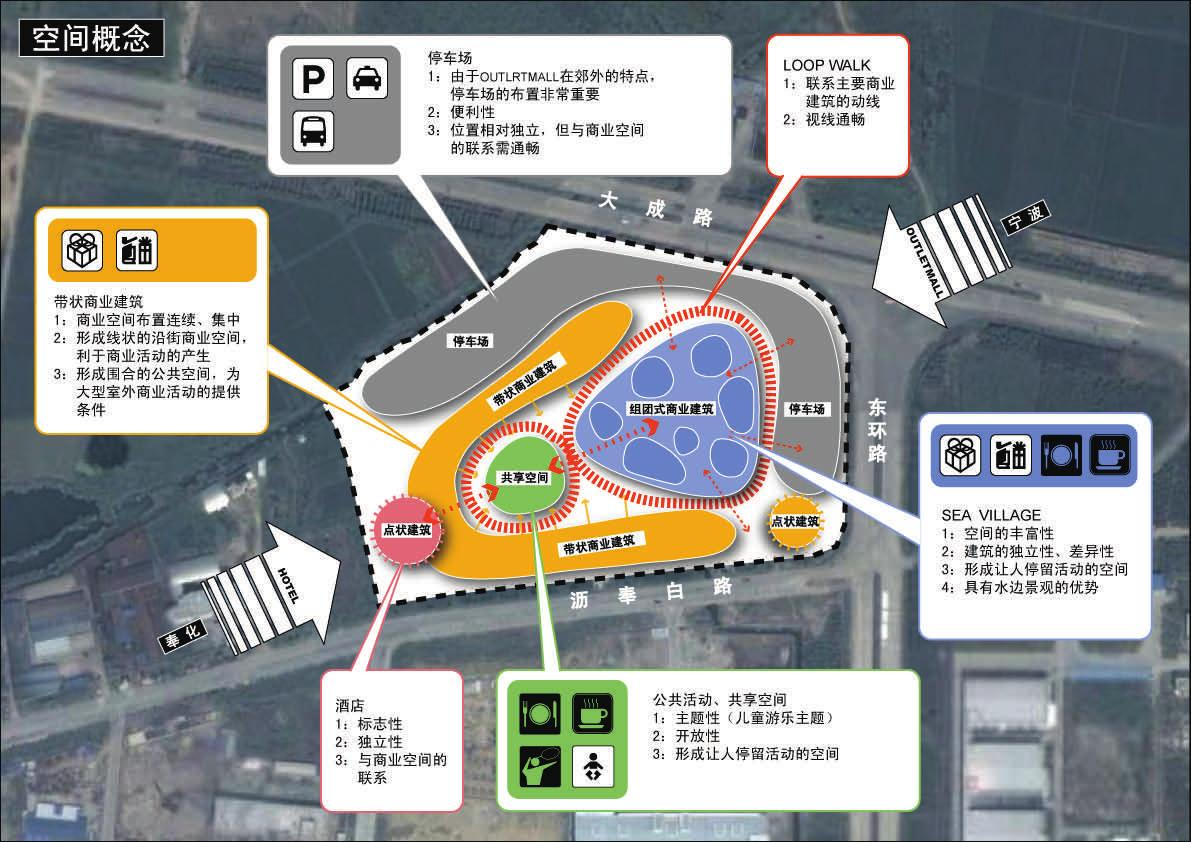 空间概念
P
停车场
1：由于OUTLRTMALL在郊外的特点，
停车场的布置非常重要
2：便利性
3：位置相对独立，但与商业空间
的联系需通畅
LOOP WALK
1：联系主要商业
建筑的动线
2：视线通畅
大成路
宁波
OUTLETMALL
带状商业建筑
1：商业空间布置连续、集中
2：形成线状的沿街商业空间，
利于商业活动的产生
3：形成围合的公共空间，为
大型室外商业活动的提供
条件
停车场
带状商业建筑
组团式商业建筑
停车场
东环路
共享空间
点状建筑
带状商业建筑
点状建筑
SEA VILLAGE
1：空间的丰富性
2：建筑的独立性、差异性
3：形成让人停留活动的空间
4：具有水边景观的优势
HOTEL
奉化
沥奉白路
酒店
1：标志性
2：独立性
3：与商业空间的
联系
公共活动、共享空间
1：主题性（儿童游乐主题）
2：开放性
3：形成让人停留活动的空间